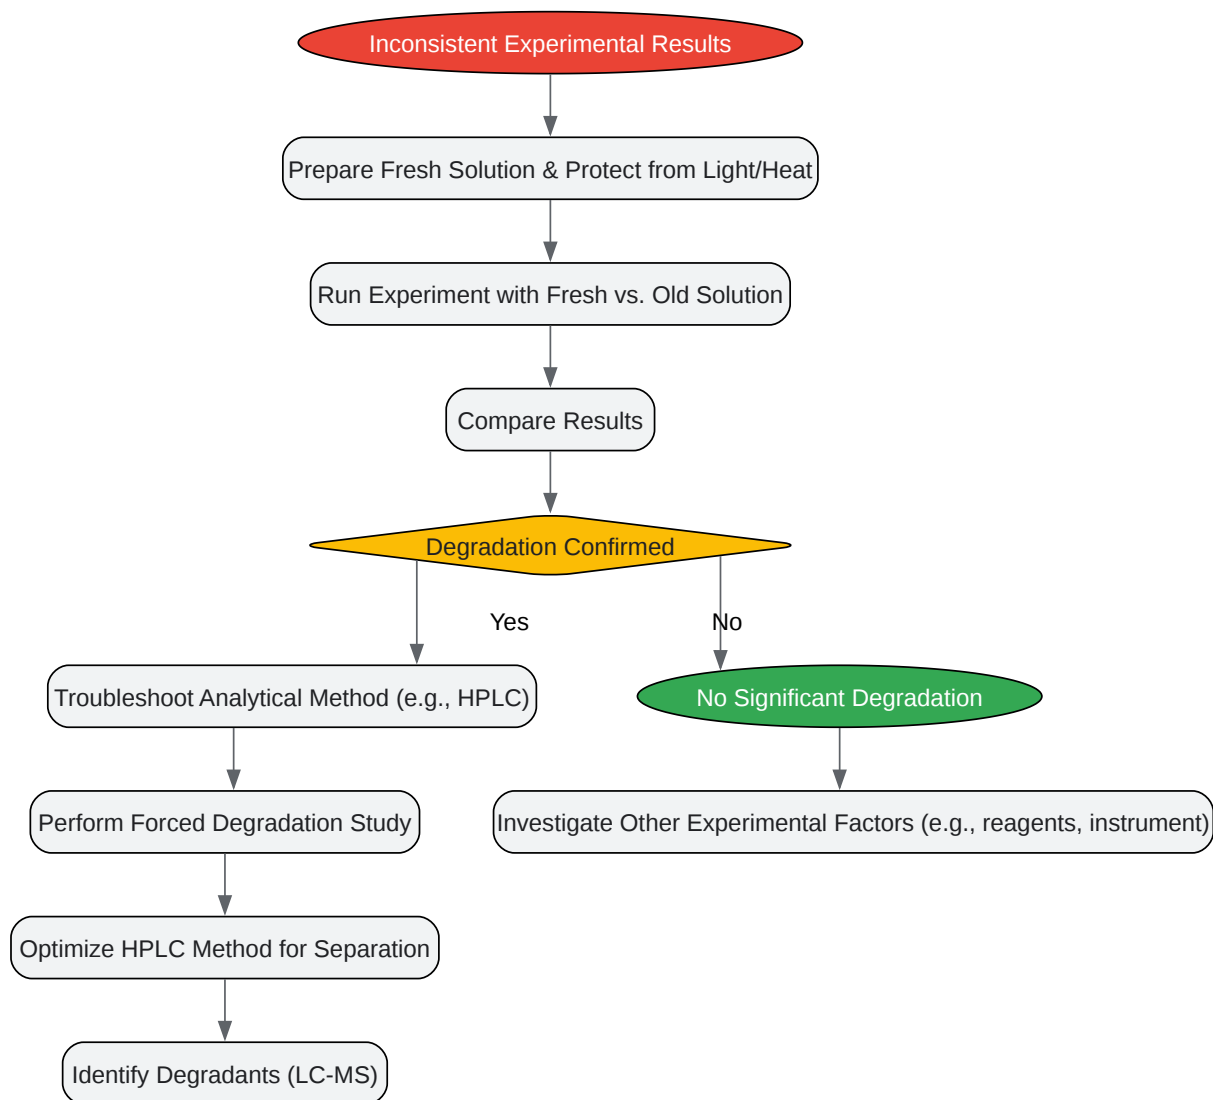 Inconsistent Experimental Results
Prepare Fresh Solution & Protect from Light/Heat
Run Experiment with Fresh vs. Old Solution
Compare Results
Degradation Confirmed
Yes
No
Troubleshoot Analytical Method (e.g., HPLC)
No Significant Degradation
Perform Forced Degradation Study
Investigate Other Experimental Factors (e.g., reagents, instrument)
Optimize HPLC Method for Separation
Identify Degradants (LC-MS)